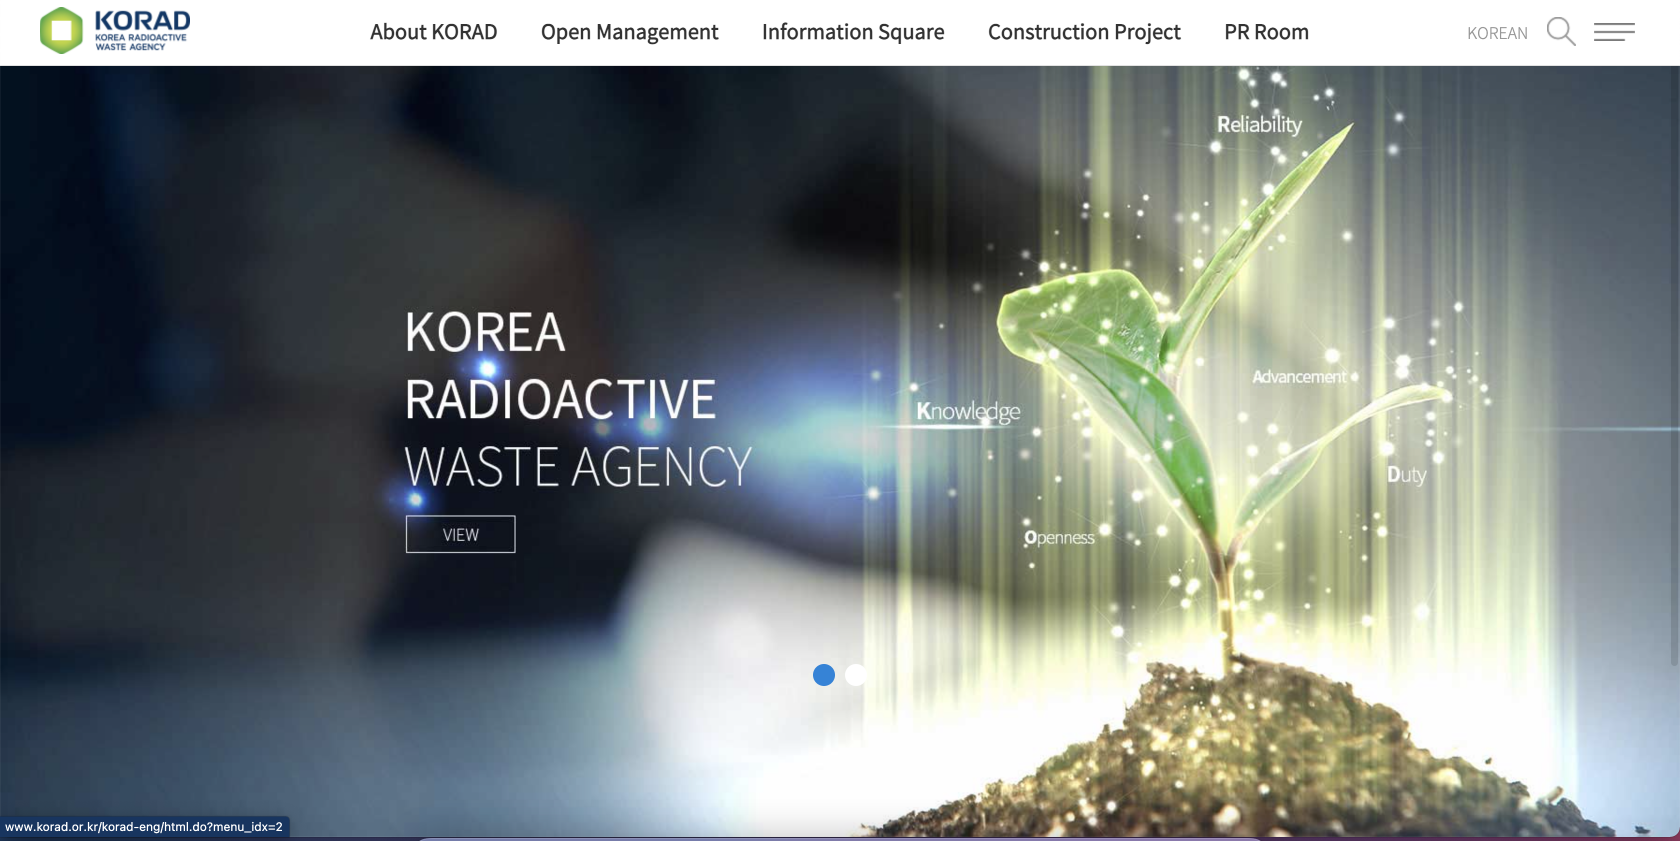 KORAD
KOREA RADIOACTIVE
WASTE AGENCY
About KORAD
Open Management
Information Square
Construction Project
PR Room
KOREAN
Reliability
KOREA
RADIOACTIVE
WASTE AGENCY
VIEW
Advancement
Knowledge
Duty
Openness
www.korad.or.kr/korad-eng/html.do?menu_idx=2